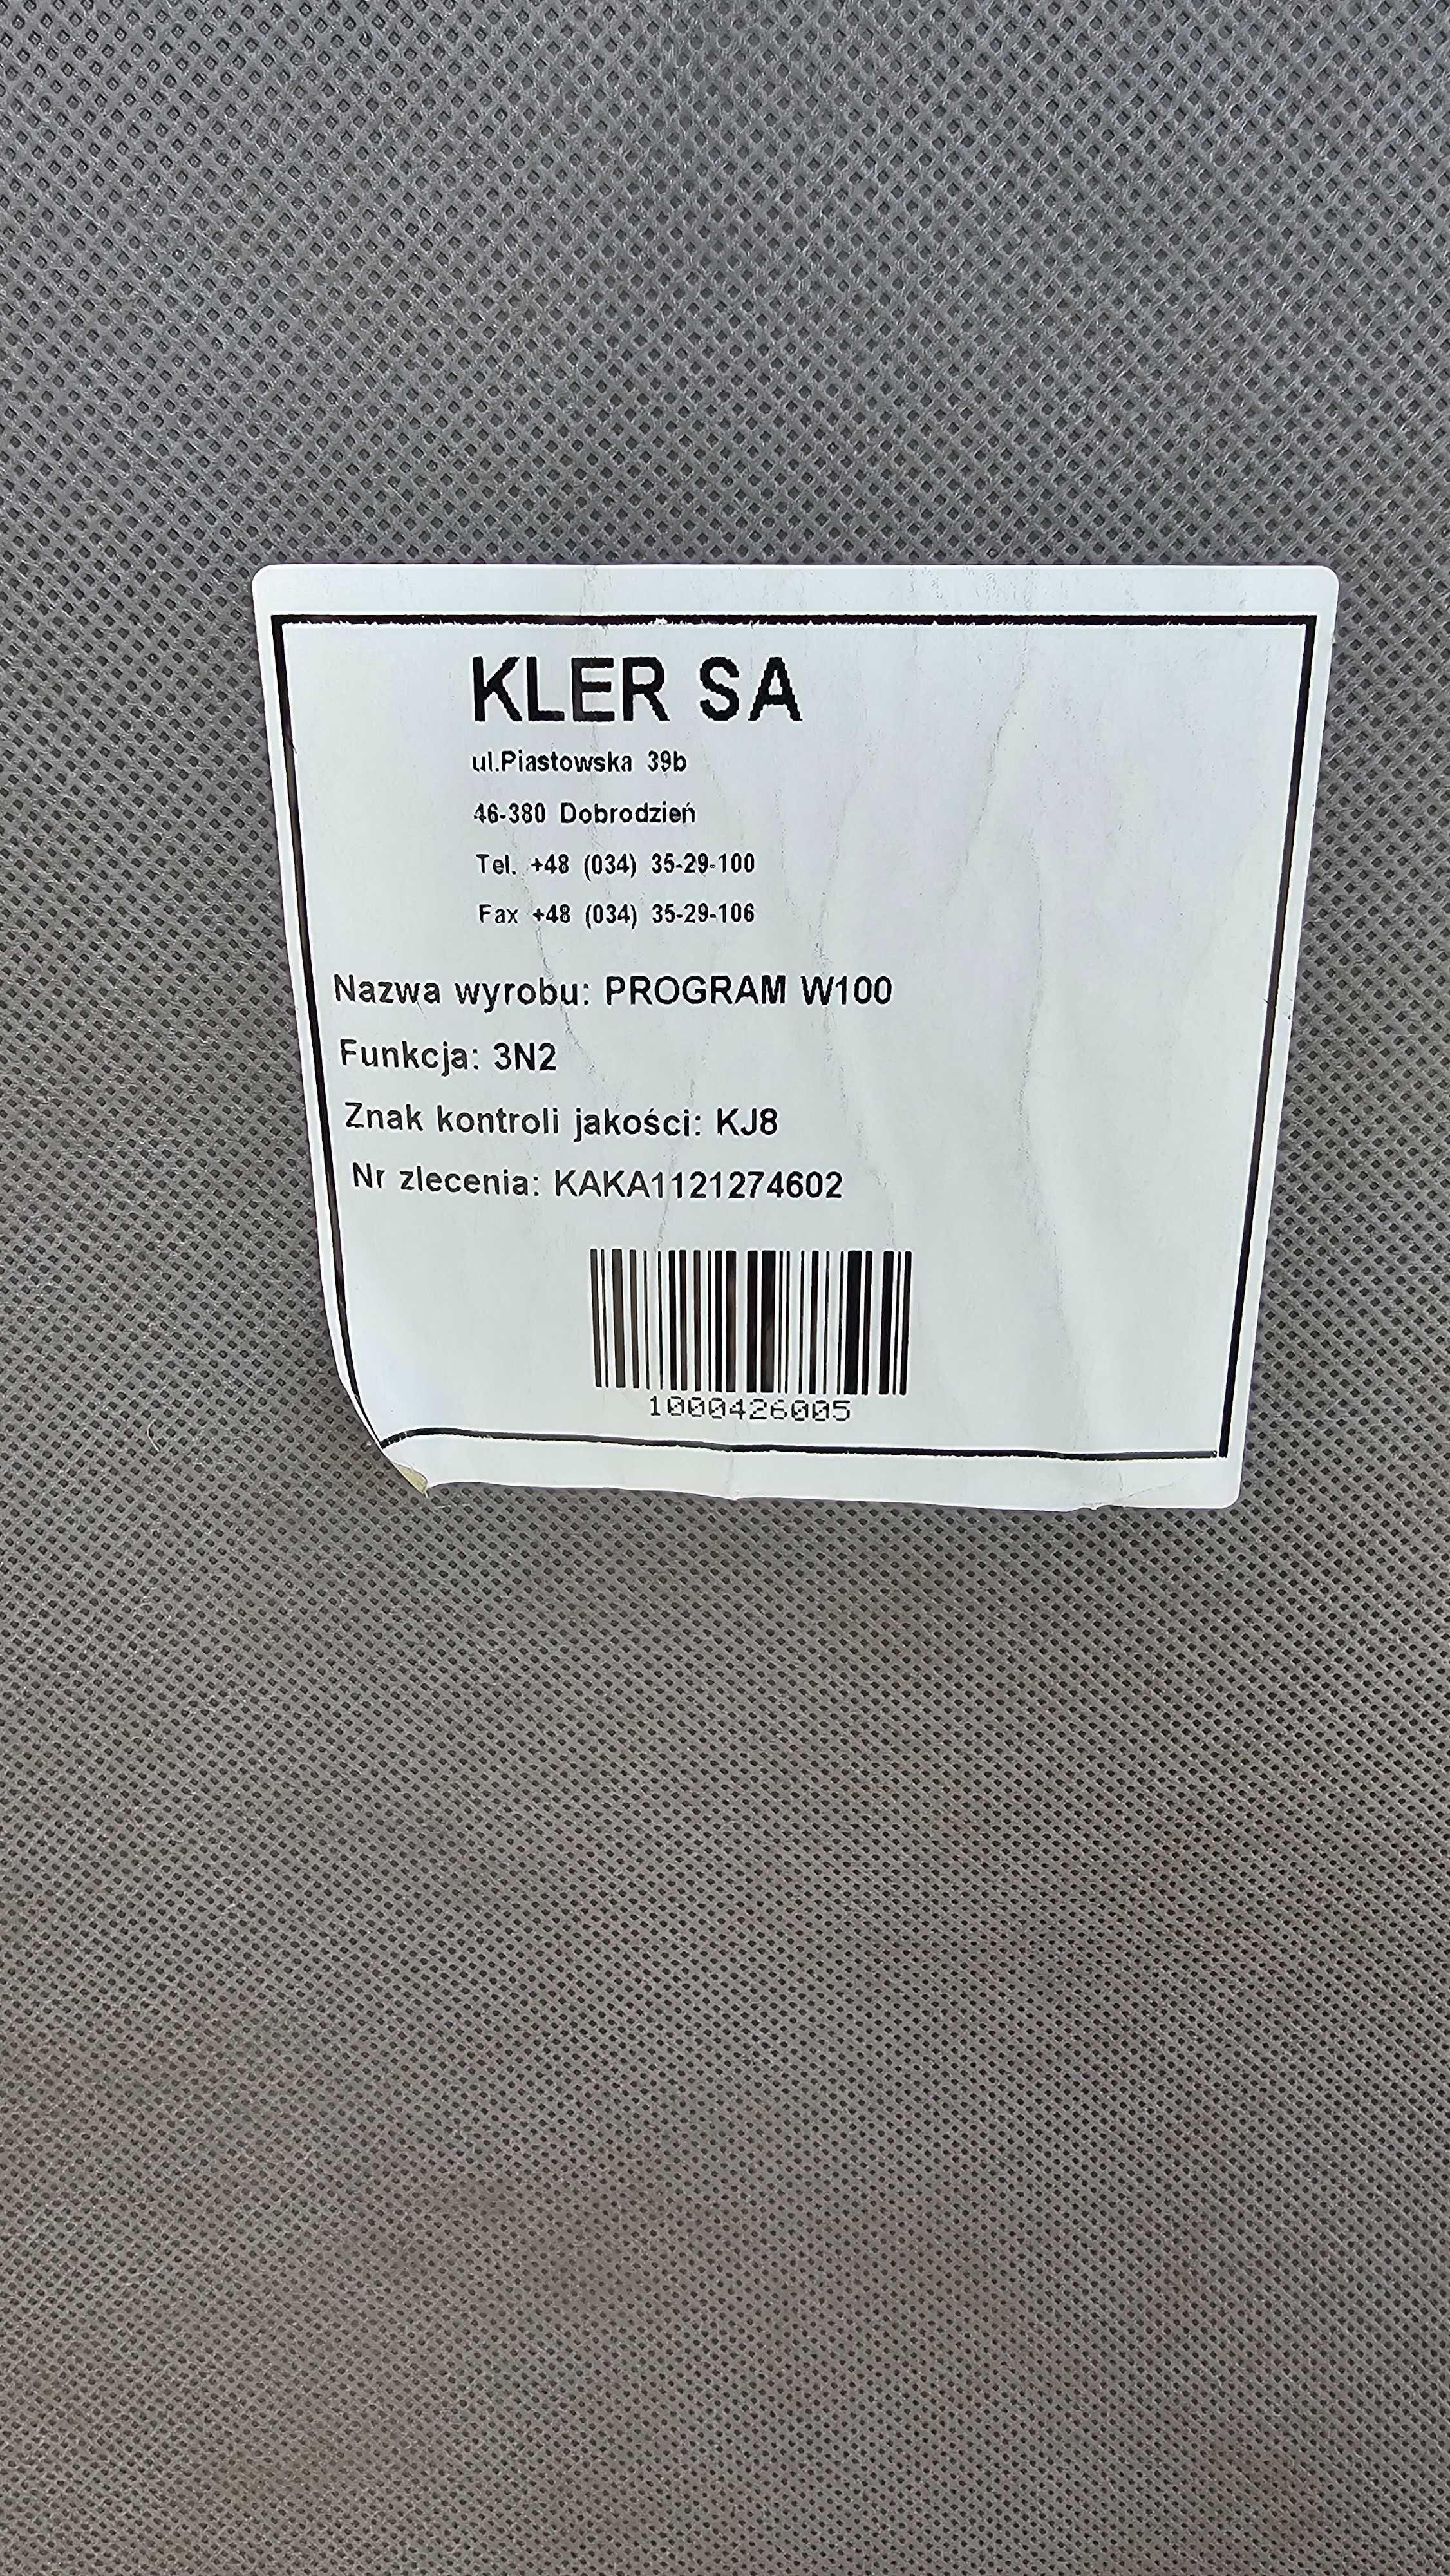 KLER SA
ul.Piastowska 39b
46-380 Dobrodzień
Tel. +48 (034) 35-29-100
Fax +48 (034) 35-29-106
Nazwa wyrobu: PROGRAM W100
Funkcja: 3N2
Znak kontroli jakości: KJ8
Nr zlecenia: KAKA1121274602
1000426005